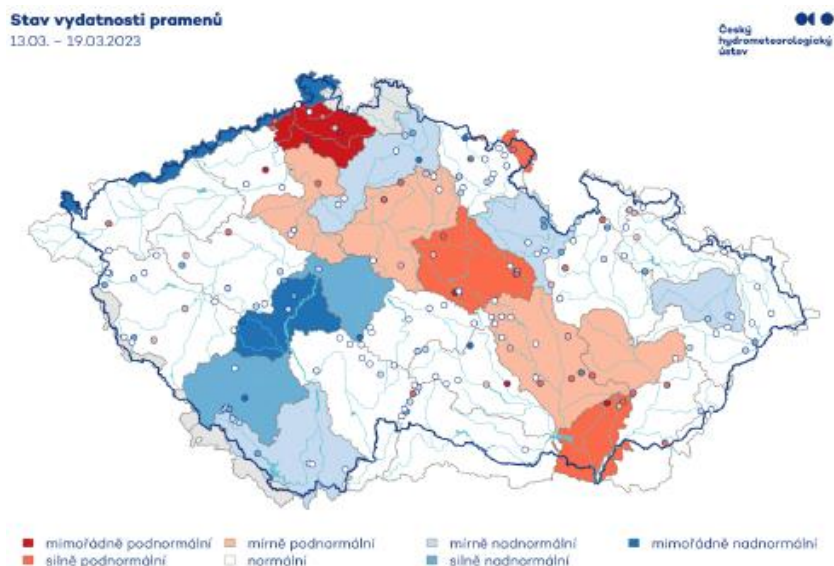 Stav vydatnosti pramenů
13.03. – 19.03.2023
Český
hydrometeorologický
ústav
mimořádně podnormální
mírně podnormální
mírně nadnormální
mimořádně nadnormální
silně podnormální
normální
silně nadnormální